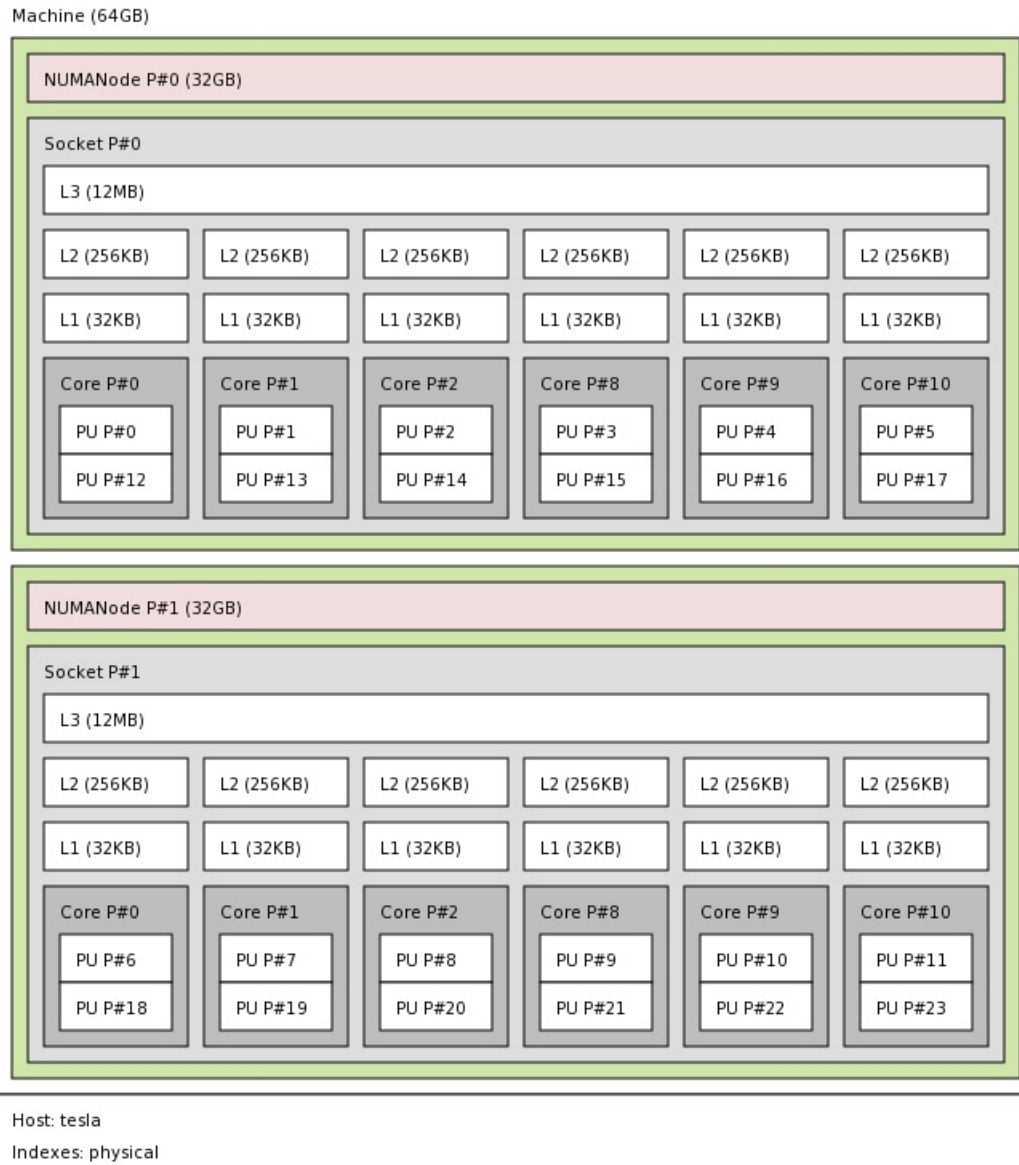 Machine (64GB)
NUMANode P#0 (32GB)
Socket P#0
L3 (12MB)
L2 (256KB) L2 (256KB) L2 (256KB) L2 (256KB) L2 (256KB) L2 (256KB)
L1 (32KB) L1 (32KB) L1 (32KB) L1 (32KB) L1 (32KB) L1 (32KB)
Core P#0 Core P#1 Core P#2 Core P#8 Core P#9 Core P#10
PU P#0 PU P#1 PU P#2 PU P#3 PU P#4 PU P#5
PU P#12 PU P#13 PU P#14 PU P#15 PU P#16 PU P#17
NUMANode P#1 (32GB)
Socket P#1
L3 (12MB)
L2 (256KB) L2 (256KB) L2 (256KB) L2 (256KB) L2 (256KB) L2 (256KB)
L1 (32KB) L1 (32KB) L1 (32KB) L1 (32KB) L1 (32KB) L1 (32KB)
Core P#0 Core P#1 Core P#2 Core P#8 Core P#9 Core P#10
PU P#6 PU P#7 PU P#8 PU P#9 PU P#10 PU P#11
PU P#18 PU P#19 PU P#20 PU P#21 PU P#22 PU P#23
Host: tesla
Indexes: physical